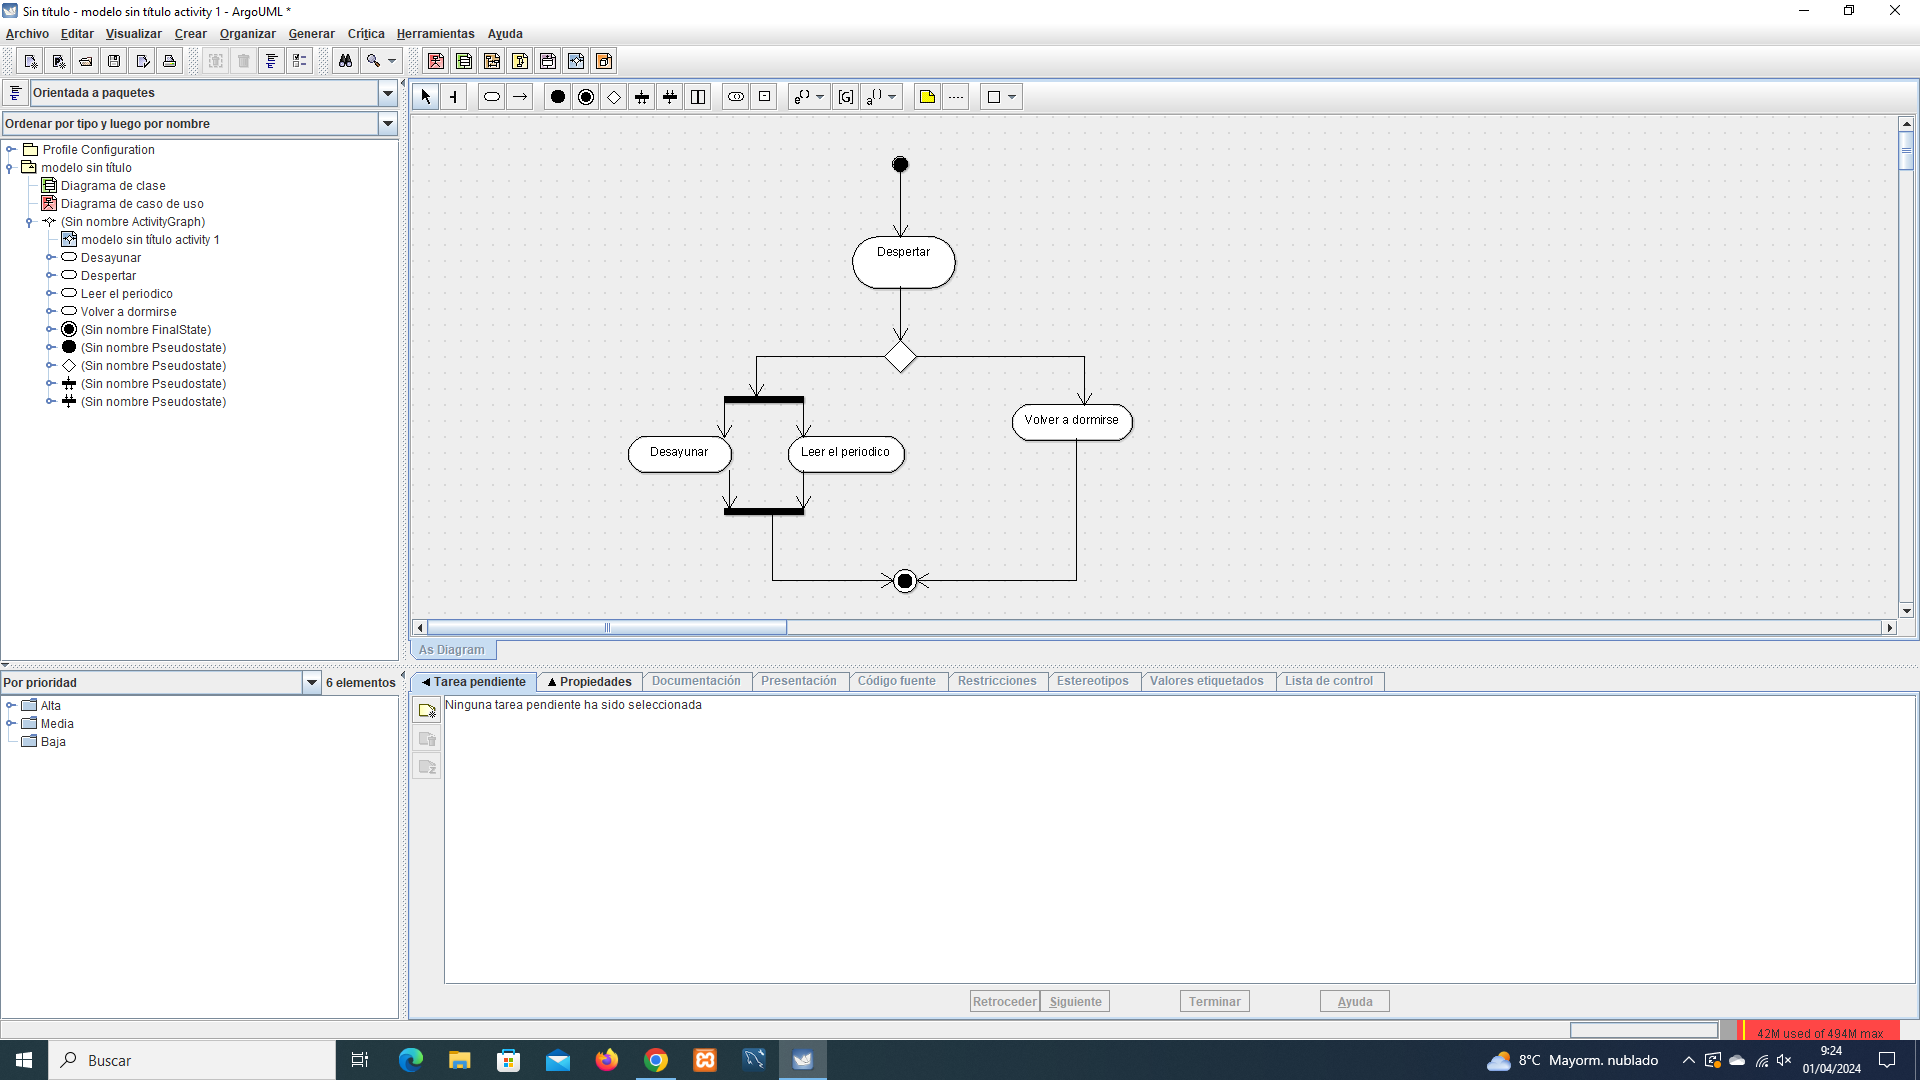 Sin título - modelo sin título activity 1 - ArgoUML *
Archivo Editar Visualizar Crear Organizar Generar Crítica Herramientas Ayuda
Orientada a paquetes
Ordenar por tipo y luego por nombre
Profile Configuration
modelo sin título
Diagrama de clase
Diagrama de caso de uso
(Sin nombre ActivityGraph)
modelo sin título activity 1
Desayunar
Despertar
Leer el periodico
Volver a dormirse
(Sin nombre FinalState)
(Sin nombre Pseudostate)
(Sin nombre Pseudostate)
(Sin nombre Pseudostate)
(Sin nombre Pseudostate)
[G]
Despertar
Volver a dormirse
Desayunar
Leer el periodico
As Diagram
Por prioridad
6 elementos
Alta
Media
Baja
Tarea pendiente Propiedades Documentación Presentación Código fuente Restricciones Estereotipos Valores etiquetados Lista de control
Ninguna tarea pendiente ha sido seleccionada
Retroceder Siguiente Terminar Ayuda
42M used of 494M max
Buscar
8°C Mayorm. nublado
9:24
01/04/2024